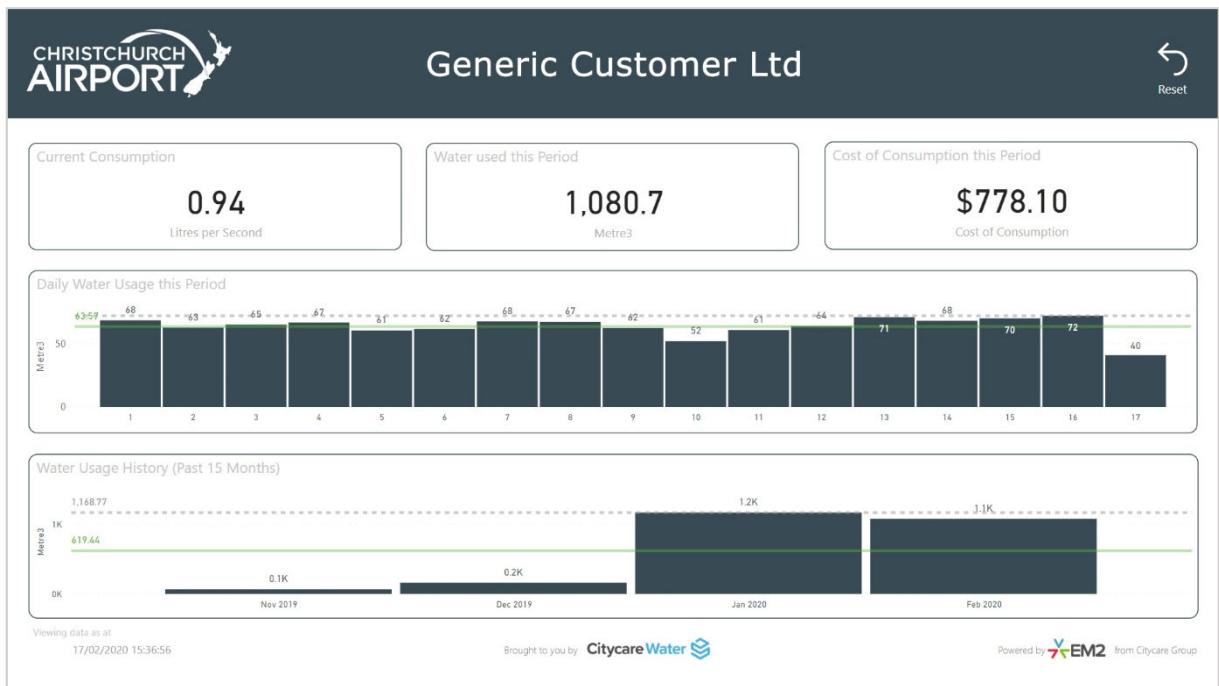 CHRISTCHURCH
AIRPORT
Generic Customer Ltd
Reset
Current Consumption
0.94
Litres per Second
Water used this Period
1,080.7
Metre3
Cost of Consumption this Period
$778.10
Cost of Consumption
Daily Water Usage this Period
63.57
68 63 65 67 61 62 68 67 62 52 61 64 71 68 70 72 40
Metre3
50
0
1 2 3 4 5 6 7 8 9 10 11 12 13 14 15 16 17
Water Usage History (Past 15 Months)
1,168.77
1.2K
1.1K
Metre3
1K
619.44
0.1K
0.2K
0K
Nov 2019 Dec 2019 Jan 2020 Feb 2020
Viewing data as at
17/02/2020 15:36:56
Brought to you by Citycare Water
Powered by EM2 from Citycare Group